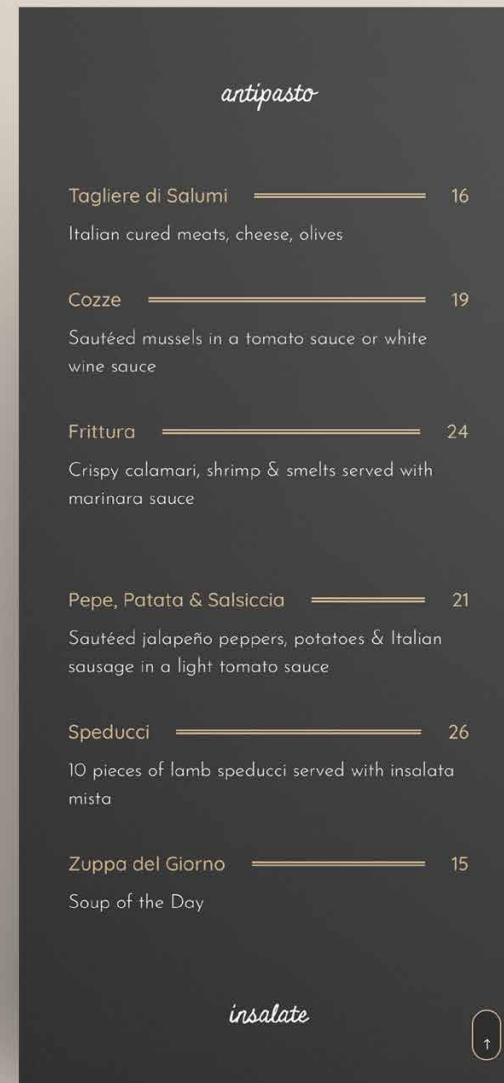 antipasto
Tagliere di Salumi 16
Italian cured meats, cheese, olives
Cozze 19
Sautéed mussels in a tomato sauce or white
wine sauce
Frittura 24
Crispy calamari, shrimp & smelts served with
marinara sauce
Pepe, Patata & Salsiccia 21
Sautéed jalapeño peppers, potatoes & Italian
sausage in a light tomato sauce
Speducci 26
10 pieces of lamb speducci served with insalata
mista
Zuppa del Giorno 15
Soup of the Day
insalate